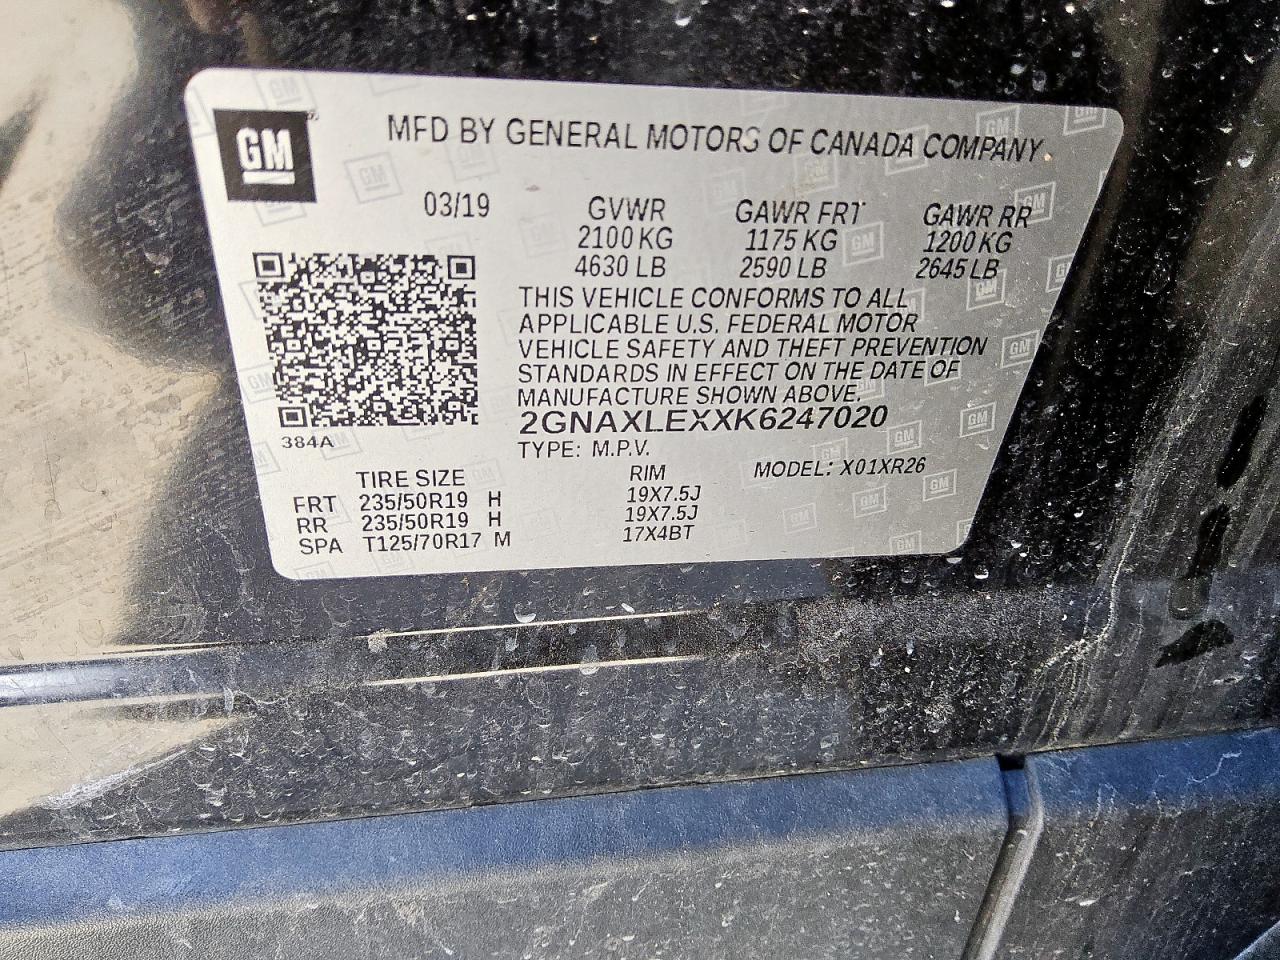 GM
MFD BY GENERAL MOTORS OF CANADA COMPANY
03/19 GVWR GAWR FRT GAWR RR
2100 KG 1175 KG 1200 KG
4630 LB 2590 LB 2645 LB
THIS VEHICLE CONFORMS TO ALL
APPLICABLE U.S. FEDERAL MOTOR
VEHICLE SAFETY AND THEFT PREVENTION
STANDARDS IN EFFECT ON THE DATE OF
MANUFACTURE SHOWN ABOVE.
2GNAXLEXXK6247020
384A
TYPE: M.P.V.
TIRE SIZE RIM MODEL: X01XR26
FRT 235/50R19 H 19X7.5J
RR 235/50R19 H 19X7.5J
SPA T125/70R17 M 17X4BT